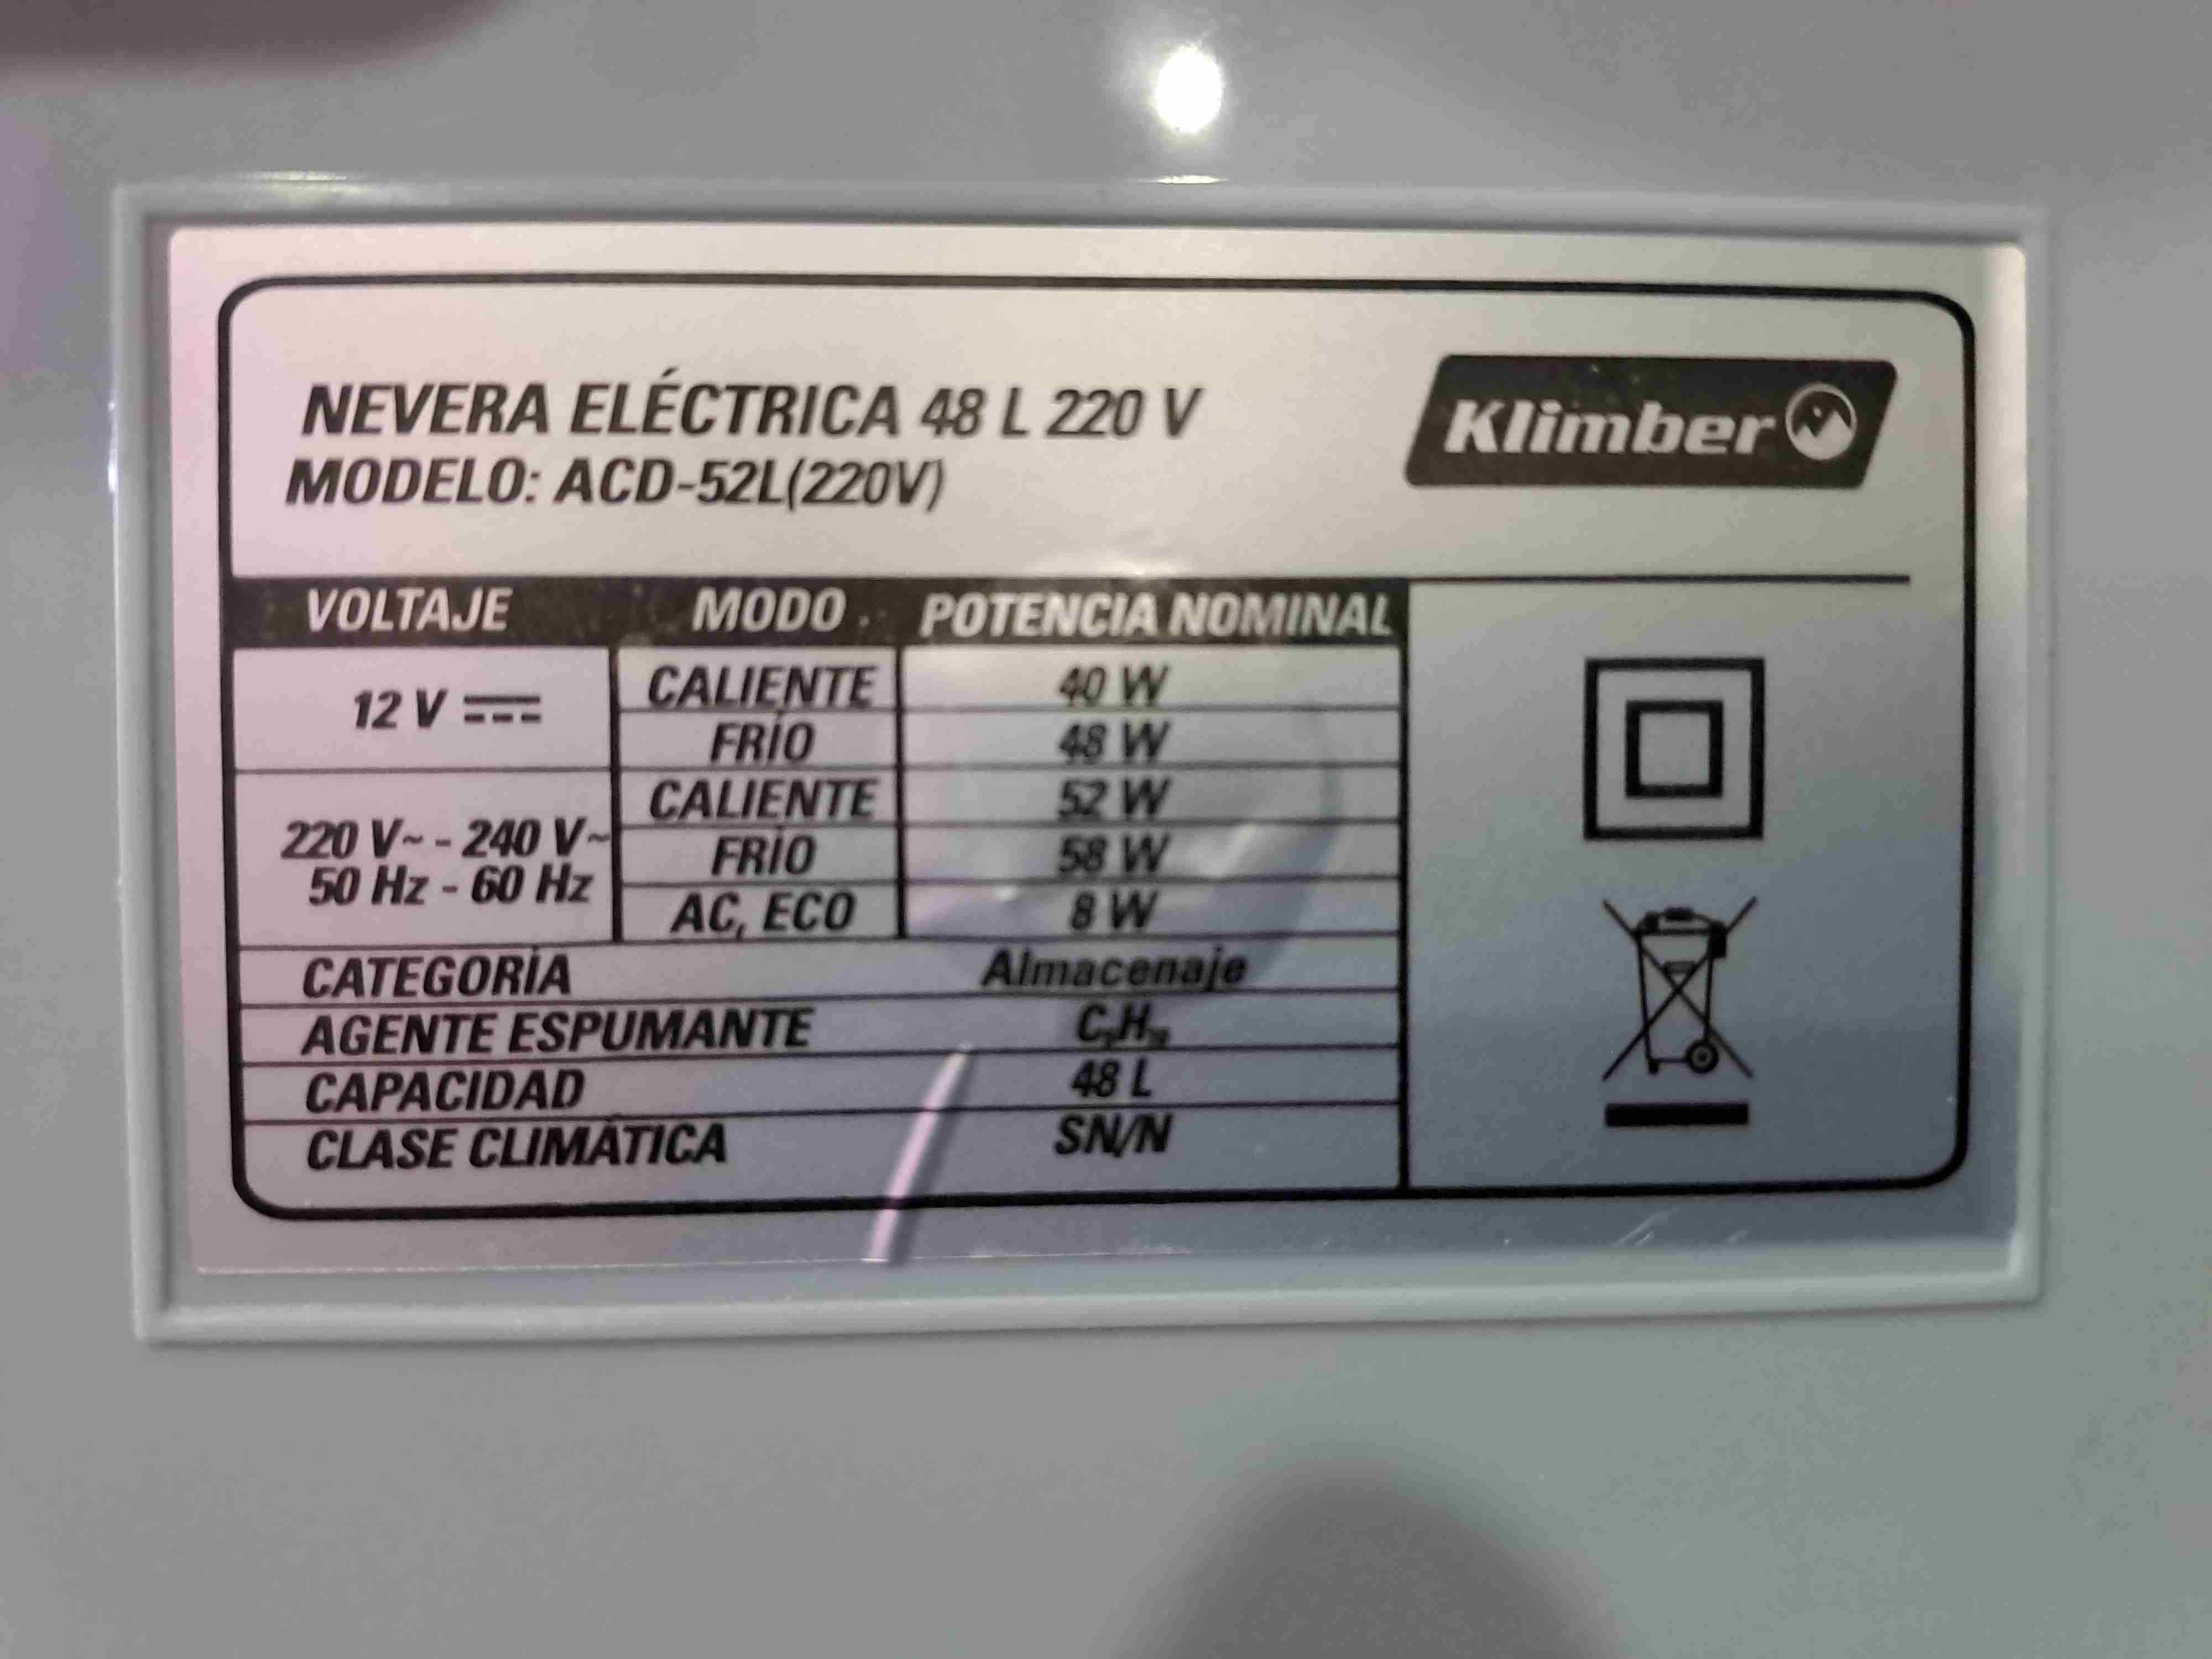 NEVERA ELÉCTRICA 48 L 220 V
MODELO: ACD-52L(220V)
Klimber
VOLTAJE MODO POTENCIA NOMINAL
12 V CALIENTE 40 W
FRÍO 48 W
220 V~ - 240 V~
50 Hz - 60 Hz
CALIENTE 52 W
FRÍO 58 W
AC, ECO 8 W
CATEGORÍA Almacenaje
AGENTE ESPUMANTE
CAPACIDAD 48 L
CLASE CLIMÁTICA SN/N